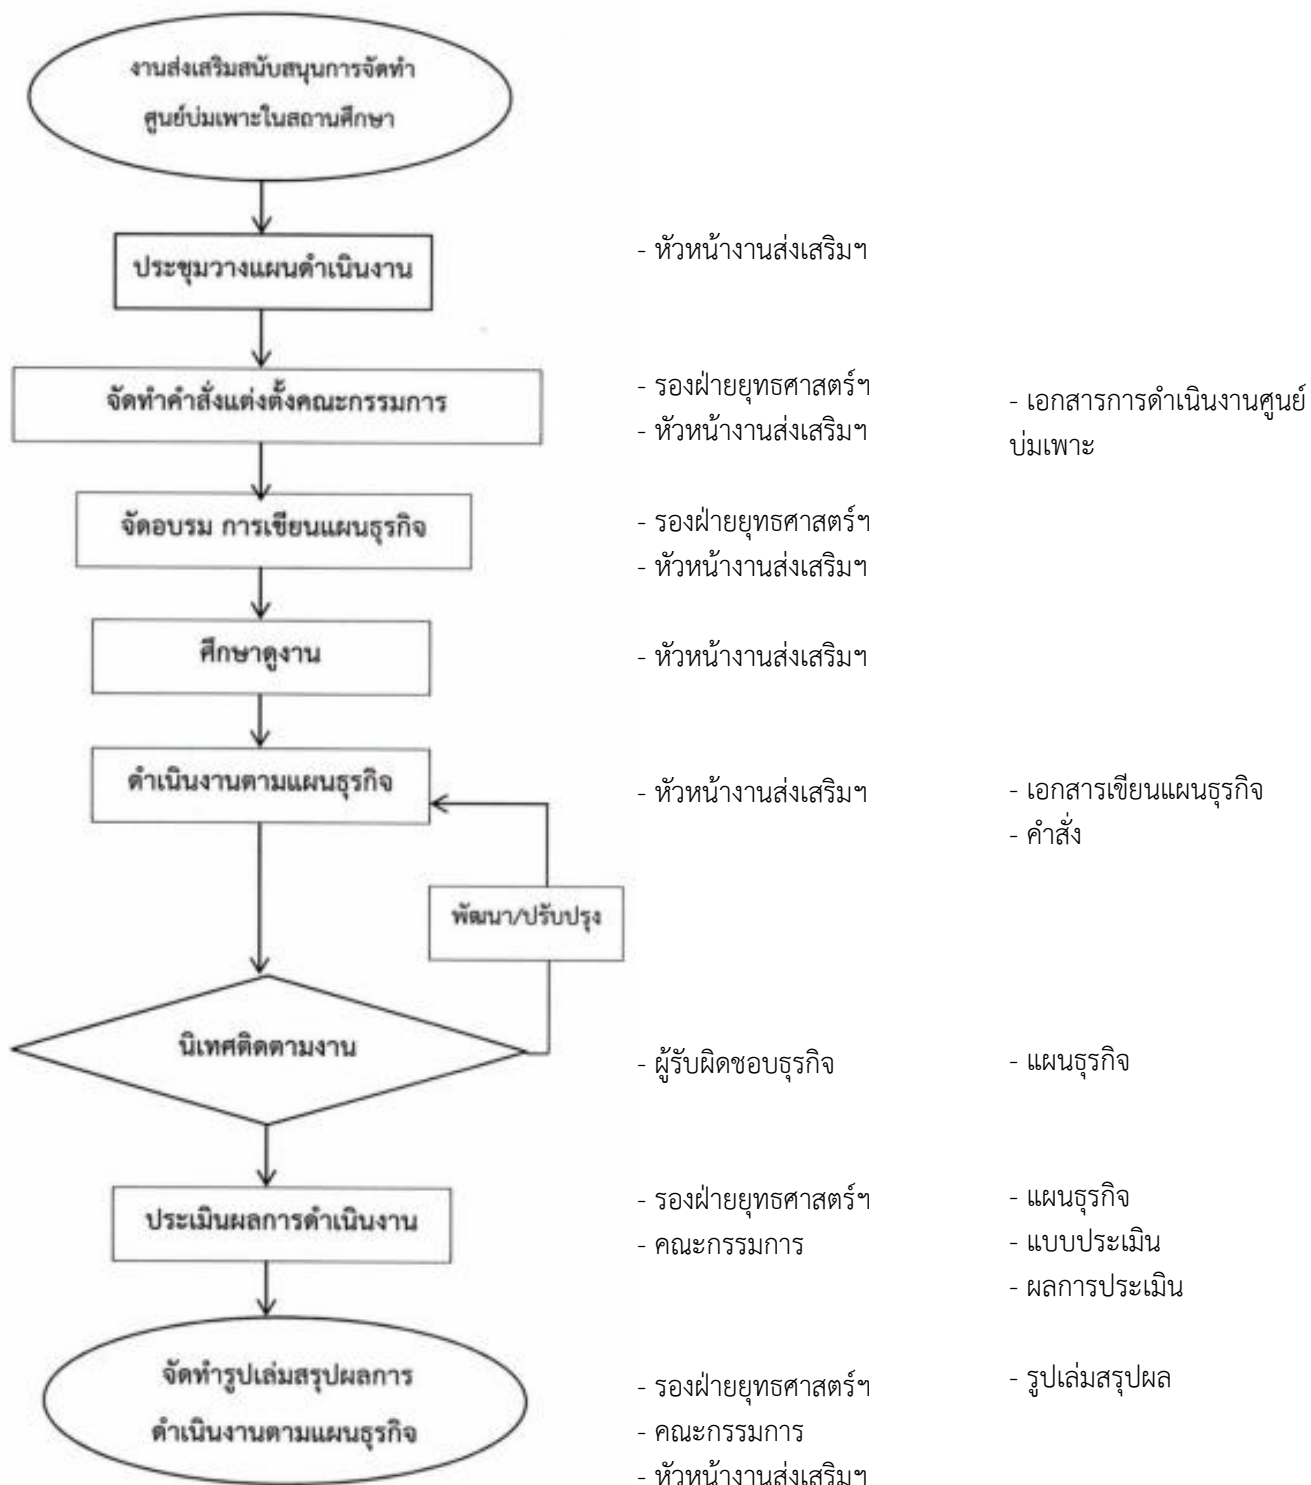 งานส่งเสริมสนับสนุนการจัดทำ
ศูนย์บ่มเพาะในสถานศึกษา
ประชุมวางแผนดำเนินงาน
- หัวหน้างานส่งเสริมฯ
จัดทำคำสั่งแต่งตั้งคณะกรรมการ
- รองฝ่ายยุทธศาสตร์ฯ
- หัวหน้างานส่งเสริมฯ
- เอกสารการดำเนินงานศูนย์
บ่มเพาะ
จัดอบรม การเขียนแผนธุรกิจ
- รองฝ่ายยุทธศาสตร์ฯ
- หัวหน้างานส่งเสริมฯ
ศึกษาดูงาน
- หัวหน้างานส่งเสริมฯ
ดำเนินงานตามแผนธุรกิจ
- หัวหน้างานส่งเสริมฯ
- เอกสารเขียนแผนธุรกิจ
- คำสั่ง
พัฒนา/ปรับปรุง
นิเทศติดตามงาน
- ผู้รับผิดชอบธุรกิจ
- แผนธุรกิจ
ประเมินผลการดำเนินงาน
- รองฝ่ายยุทธศาสตร์ฯ
- คณะกรรมการ
- แผนธุรกิจ
- แบบประเมิน
- ผลการประเมิน
จัดทำรูปเล่มสรุปผลการ
ดำเนินงานตามแผนธุรกิจ
- รองฝ่ายยุทธศาสตร์ฯ
- คณะกรรมการ
- หัวหน้างานส่งเสริมฯ
- รูปเล่มสรุปผล